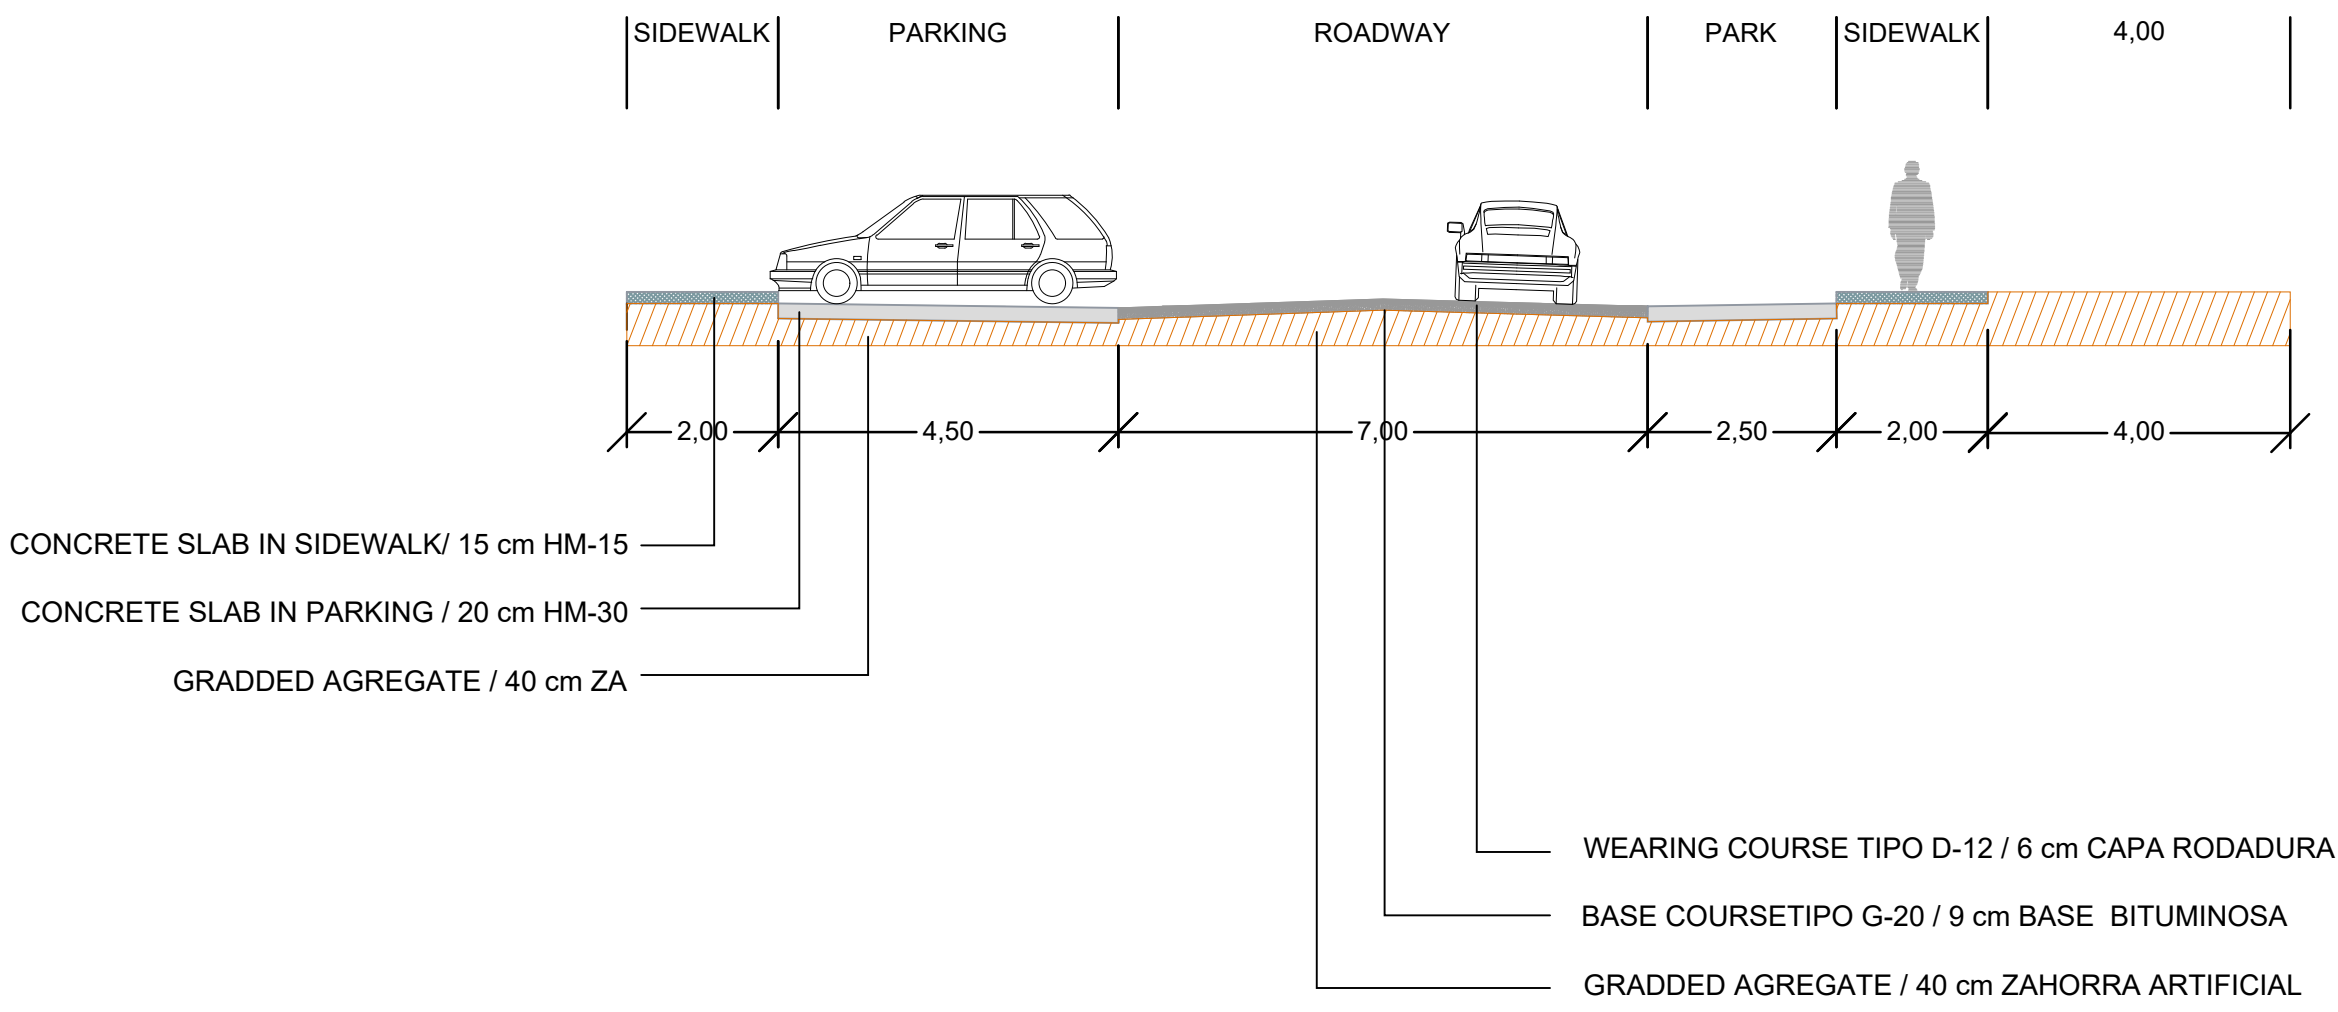 SIDEWALK PARKING ROADWAY PARK SIDEWALK 4,00
2,00 4,50 7,00 2,50 2,00 4,00
CONCRETE SLAB IN SIDEWALK/ 15 cm HM-15
CONCRETE SLAB IN PARKING / 20 cm HM-30
GRADDED AGREGATE / 40 cm ZA
WEARING COURSE TIPO D-12 / 6 cm CAPA RODADURA
BASE COURSETIPO G-20 / 9 cm BASE BITUMINOSA
GRADDED AGREGATE / 40 cm ZAHORRA ARTIFICIAL